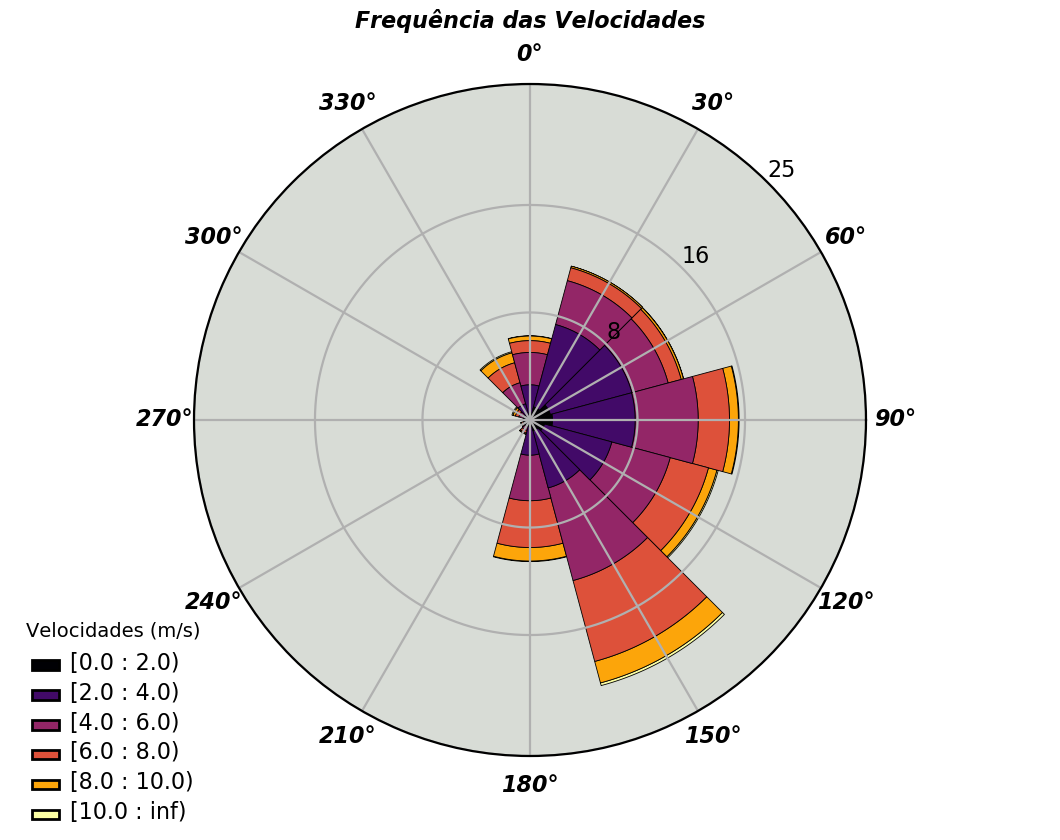 Frequência das Velocidades
0°
330°
30°
25
300°
60°
16
8
270°
90°
240°
120°
210°
150°
180°
Velocidades (m/s)
[0.0 : 2.0)
[2.0 : 4.0)
[4.0 : 6.0)
[6.0 : 8.0)
[8.0 : 10.0)
[10.0 : inf)